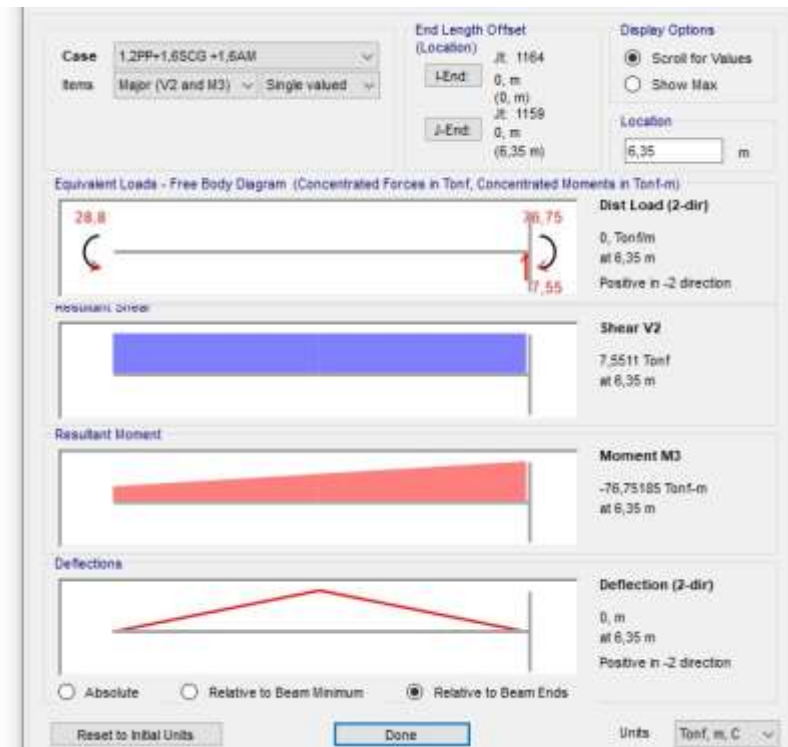 Case 1,2PP+1,6SCG +1,6AM
Items Major (V2 and M3) Single valued
End Length Offset
(Location)
Jt: 1164
I-End: 0, m
(0, m)
Jt: 1159
J-End: 0, m
(6,35 m)
Display Options
Scroll for Values
Show Max
Location
6,35 m
Equivalent Loads - Free Body Diagram (Concentrated Forces in Tonf, Concentrated Moments in Tonf-m)
28,8
76,75
7,55
Dist Load (2-dir)
0, Tonf/m
at 6,35 m
Positive in -2 direction
Resultant Shear
Shear V2
7,5511 Tonf
at 6,35 m
Resultant Moment
Moment M3
-76,75185 Tonf-m
at 6,35 m
Deflections
Deflection (2-dir)
0, m
at 6,35 m
Positive in -2 direction
Absolute Relative to Beam Minimum Relative to Beam Ends
Reset to Initial Units Done Units Tonf, m, C